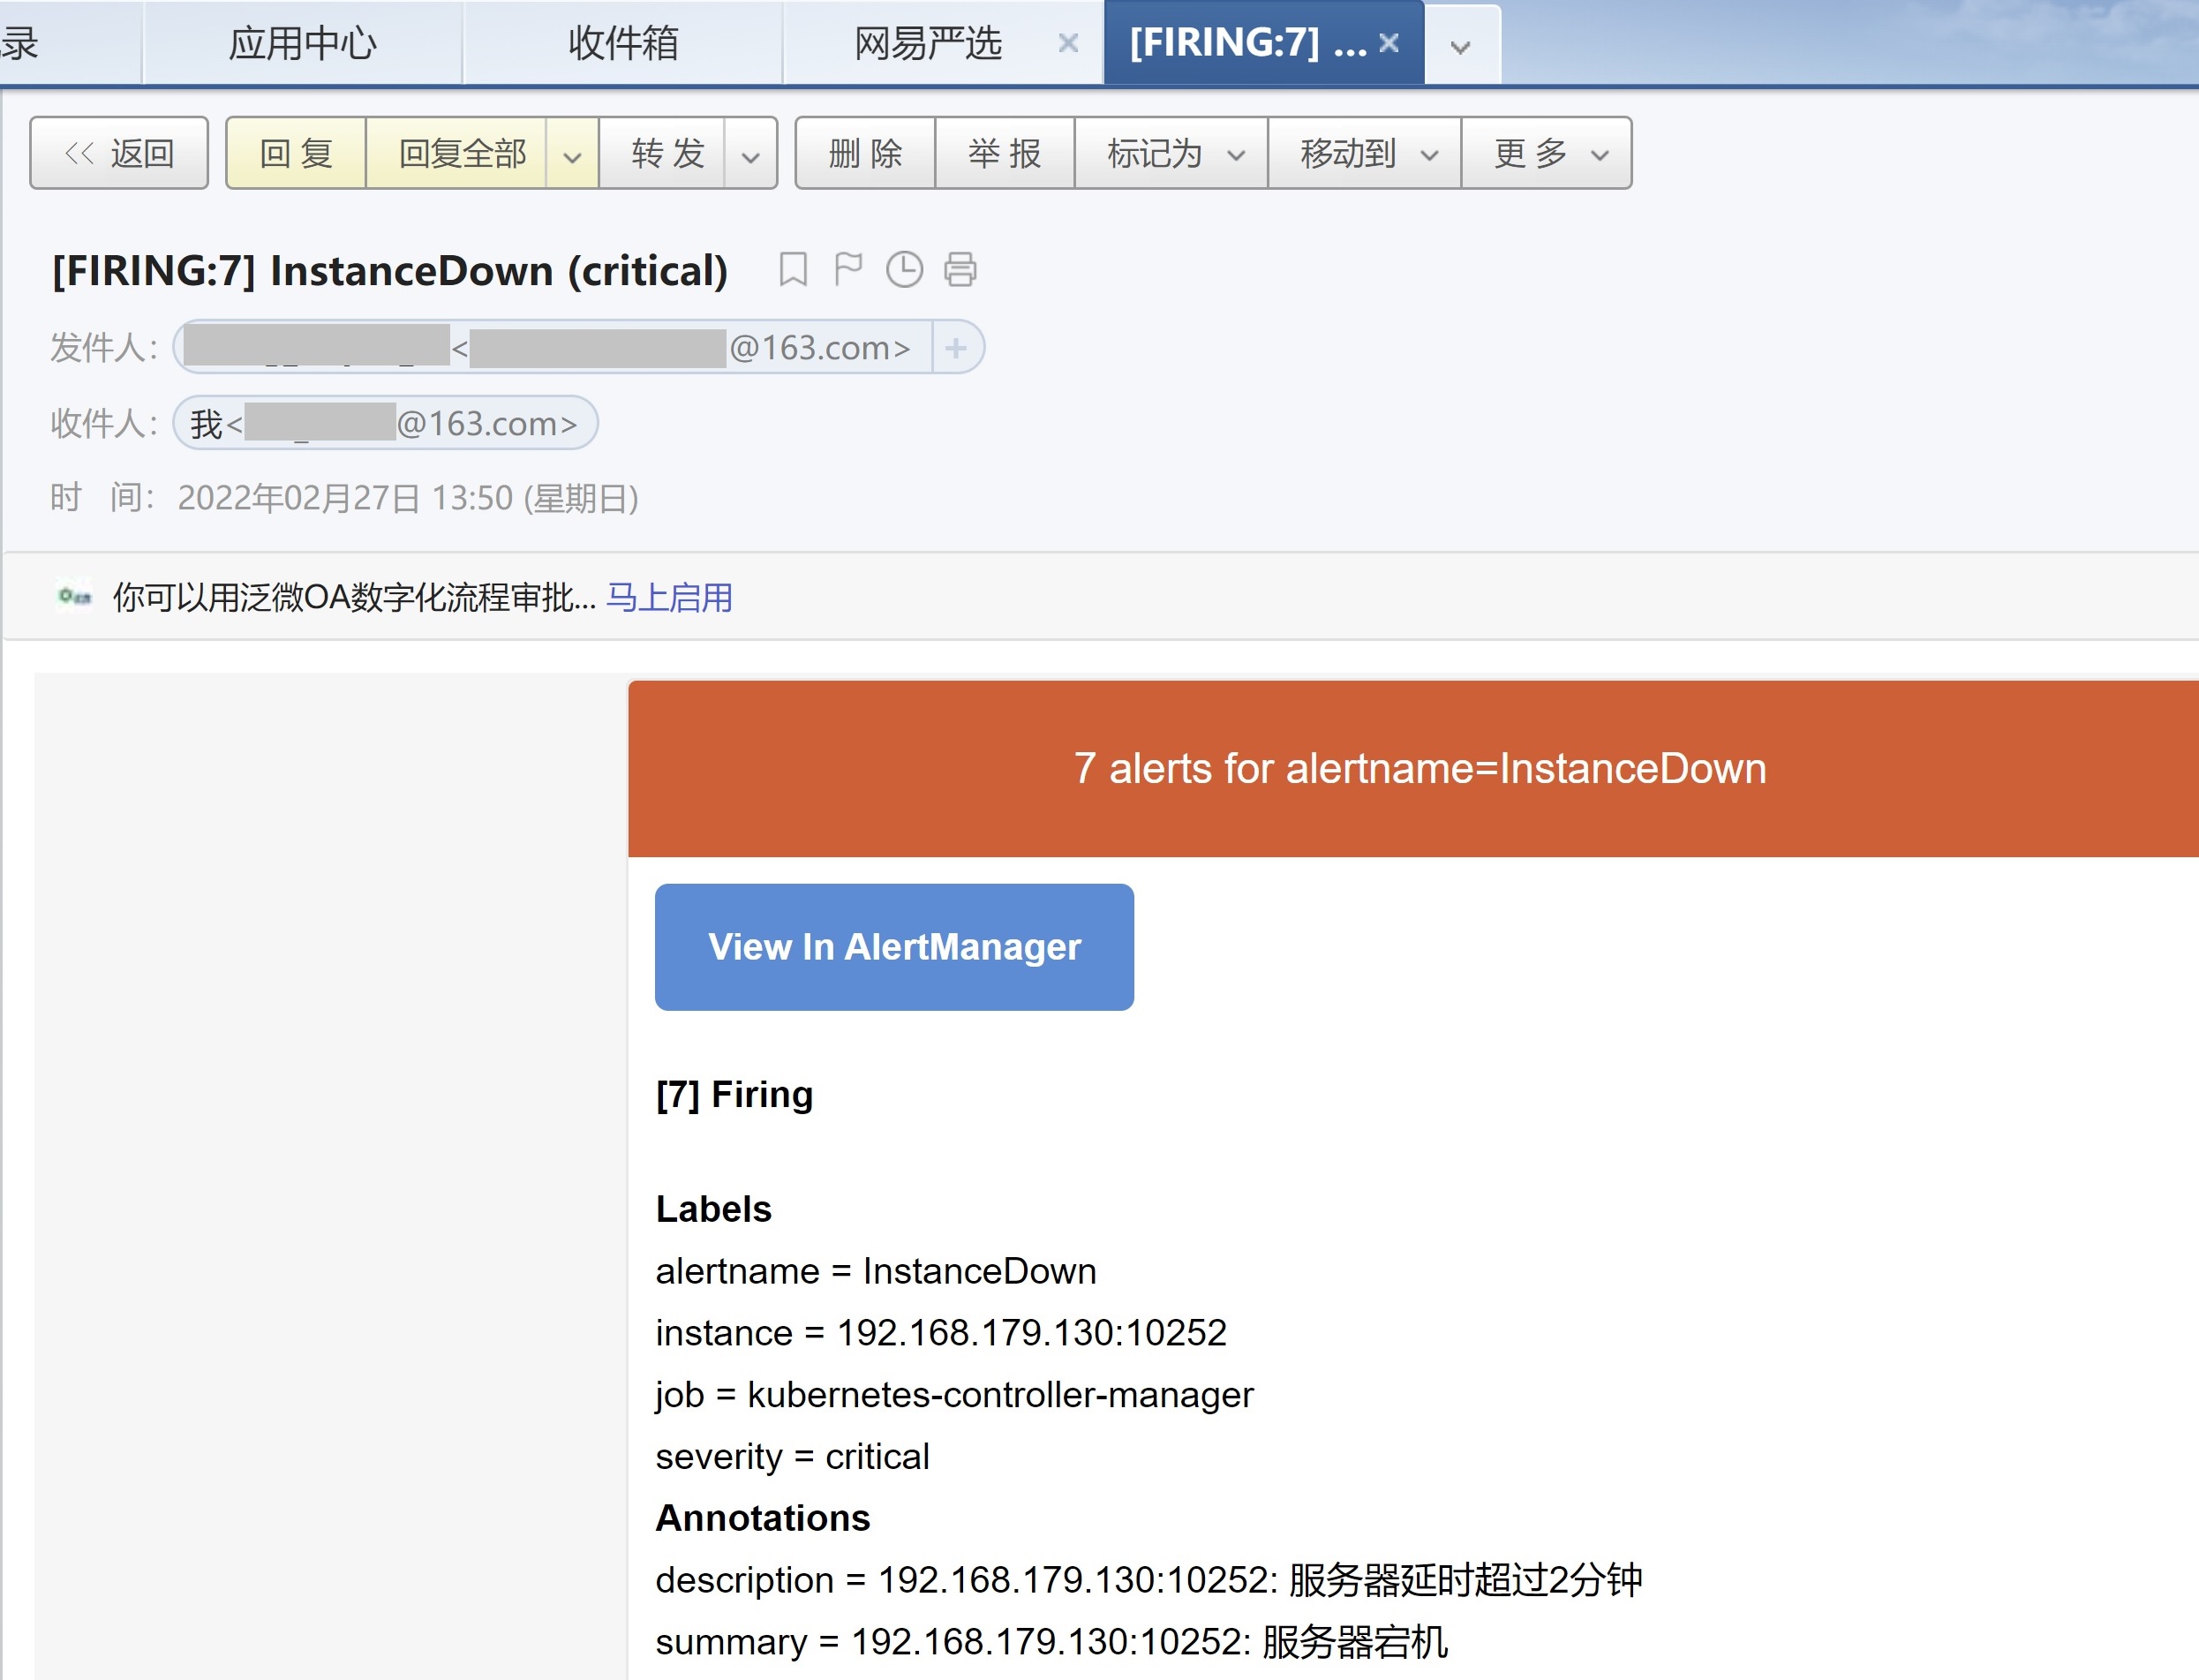 录 应用中心 收件箱 网易严选 × [FIRING:7] ... ×
<< 返回 回 复 回复全部 转 发 删 除 举 报 标记为 移动到 更 多
[FIRING:7] InstanceDown (critical)
发件人： < @163.com> +
收件人： 我< @163.com>
时 间： 2022年02月27日 13:50 (星期日)
你可以用泛微OA数字化流程审批... 马上启用
7 alerts for alertname=InstanceDown
View In AlertManager
[7] Firing
Labels
alertname = InstanceDown
instance = 192.168.179.130:10252
job = kubernetes-controller-manager
severity = critical
Annotations
description = 192.168.179.130:10252: 服务器延时超过2分钟
summary = 192.168.179.130:10252: 服务器宕机